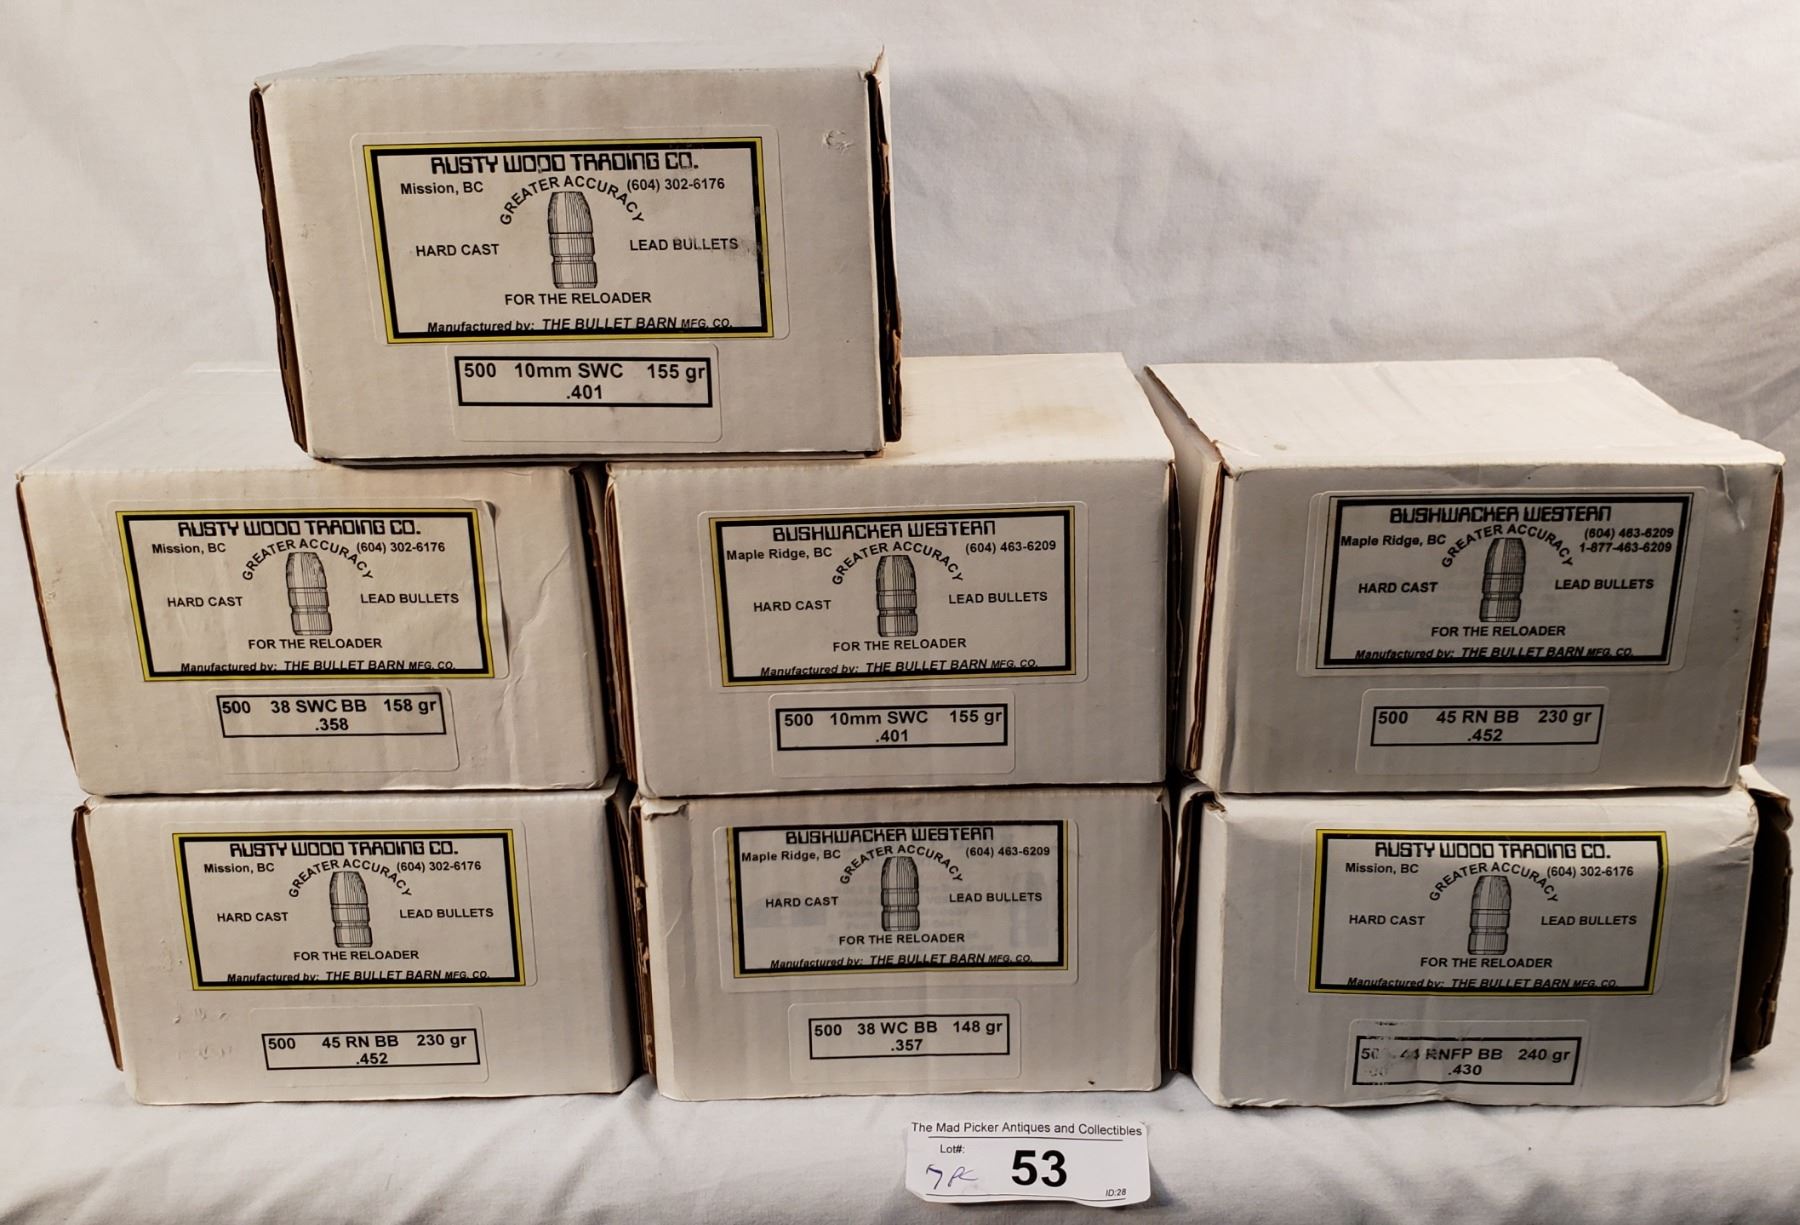 RUSTY WOOD TRADING CO.
Mission, BC
GREATER ACCURACY
(604) 302-6176
HARD CAST
LEAD BULLETS
FOR THE RELOADER
Manufactured by: THE BULLET BARN MFG. CO.
500 10mm SWC 155 gr
.401
RUSTY WOOD TRADING CO.
Mission, BC
GREATER ACCURACY
(604) 302-6176
HARD CAST
LEAD BULLETS
FOR THE RELOADER
Manufactured by: THE BULLET BARN MFG. CO.
500 38 SWC BB 158 gr
.358
BUSHWACKER WESTERN
Maple Ridge, BC
GREATER ACCURACY
(604) 463-6209
HARD CAST
LEAD BULLETS
FOR THE RELOADER
Manufactured by: THE BULLET BARN MFG. CO.
500 10mm SWC 155 gr
.401
BUSHWACKER WESTERN
Maple Ridge, BC
GREATER ACCURACY
(604) 463-6209
1-877-463-6209
HARD CAST
LEAD BULLETS
FOR THE RELOADER
Manufactured by: THE BULLET BARN MFG. CO.
500 45 RN BB 230 gr
.452
RUSTY WOOD TRADING CO.
Mission, BC
GREATER ACCURACY
(604) 302-6176
HARD CAST
LEAD BULLETS
FOR THE RELOADER
Manufactured by: THE BULLET BARN MFG. CO.
500 45 RN BB 230 gr
.452
BUSHWACKER WESTERN
Maple Ridge, BC
GREATER ACCURACY
(604) 463-6209
HARD CAST
LEAD BULLETS
FOR THE RELOADER
Manufactured by: THE BULLET BARN MFG. CO.
500 38 WC BB 148 gr
.357
RUSTY WOOD TRADING CO.
Mission, BC
GREATER ACCURACY
(604) 302-6176
HARD CAST
LEAD BULLETS
FOR THE RELOADER
Manufactured by: THE BULLET BARN MFG. CO.
44 RNFP BB 240 gr
.430
The Mad Picker Antiques and Collectibles
Lot#:
53
ID:28